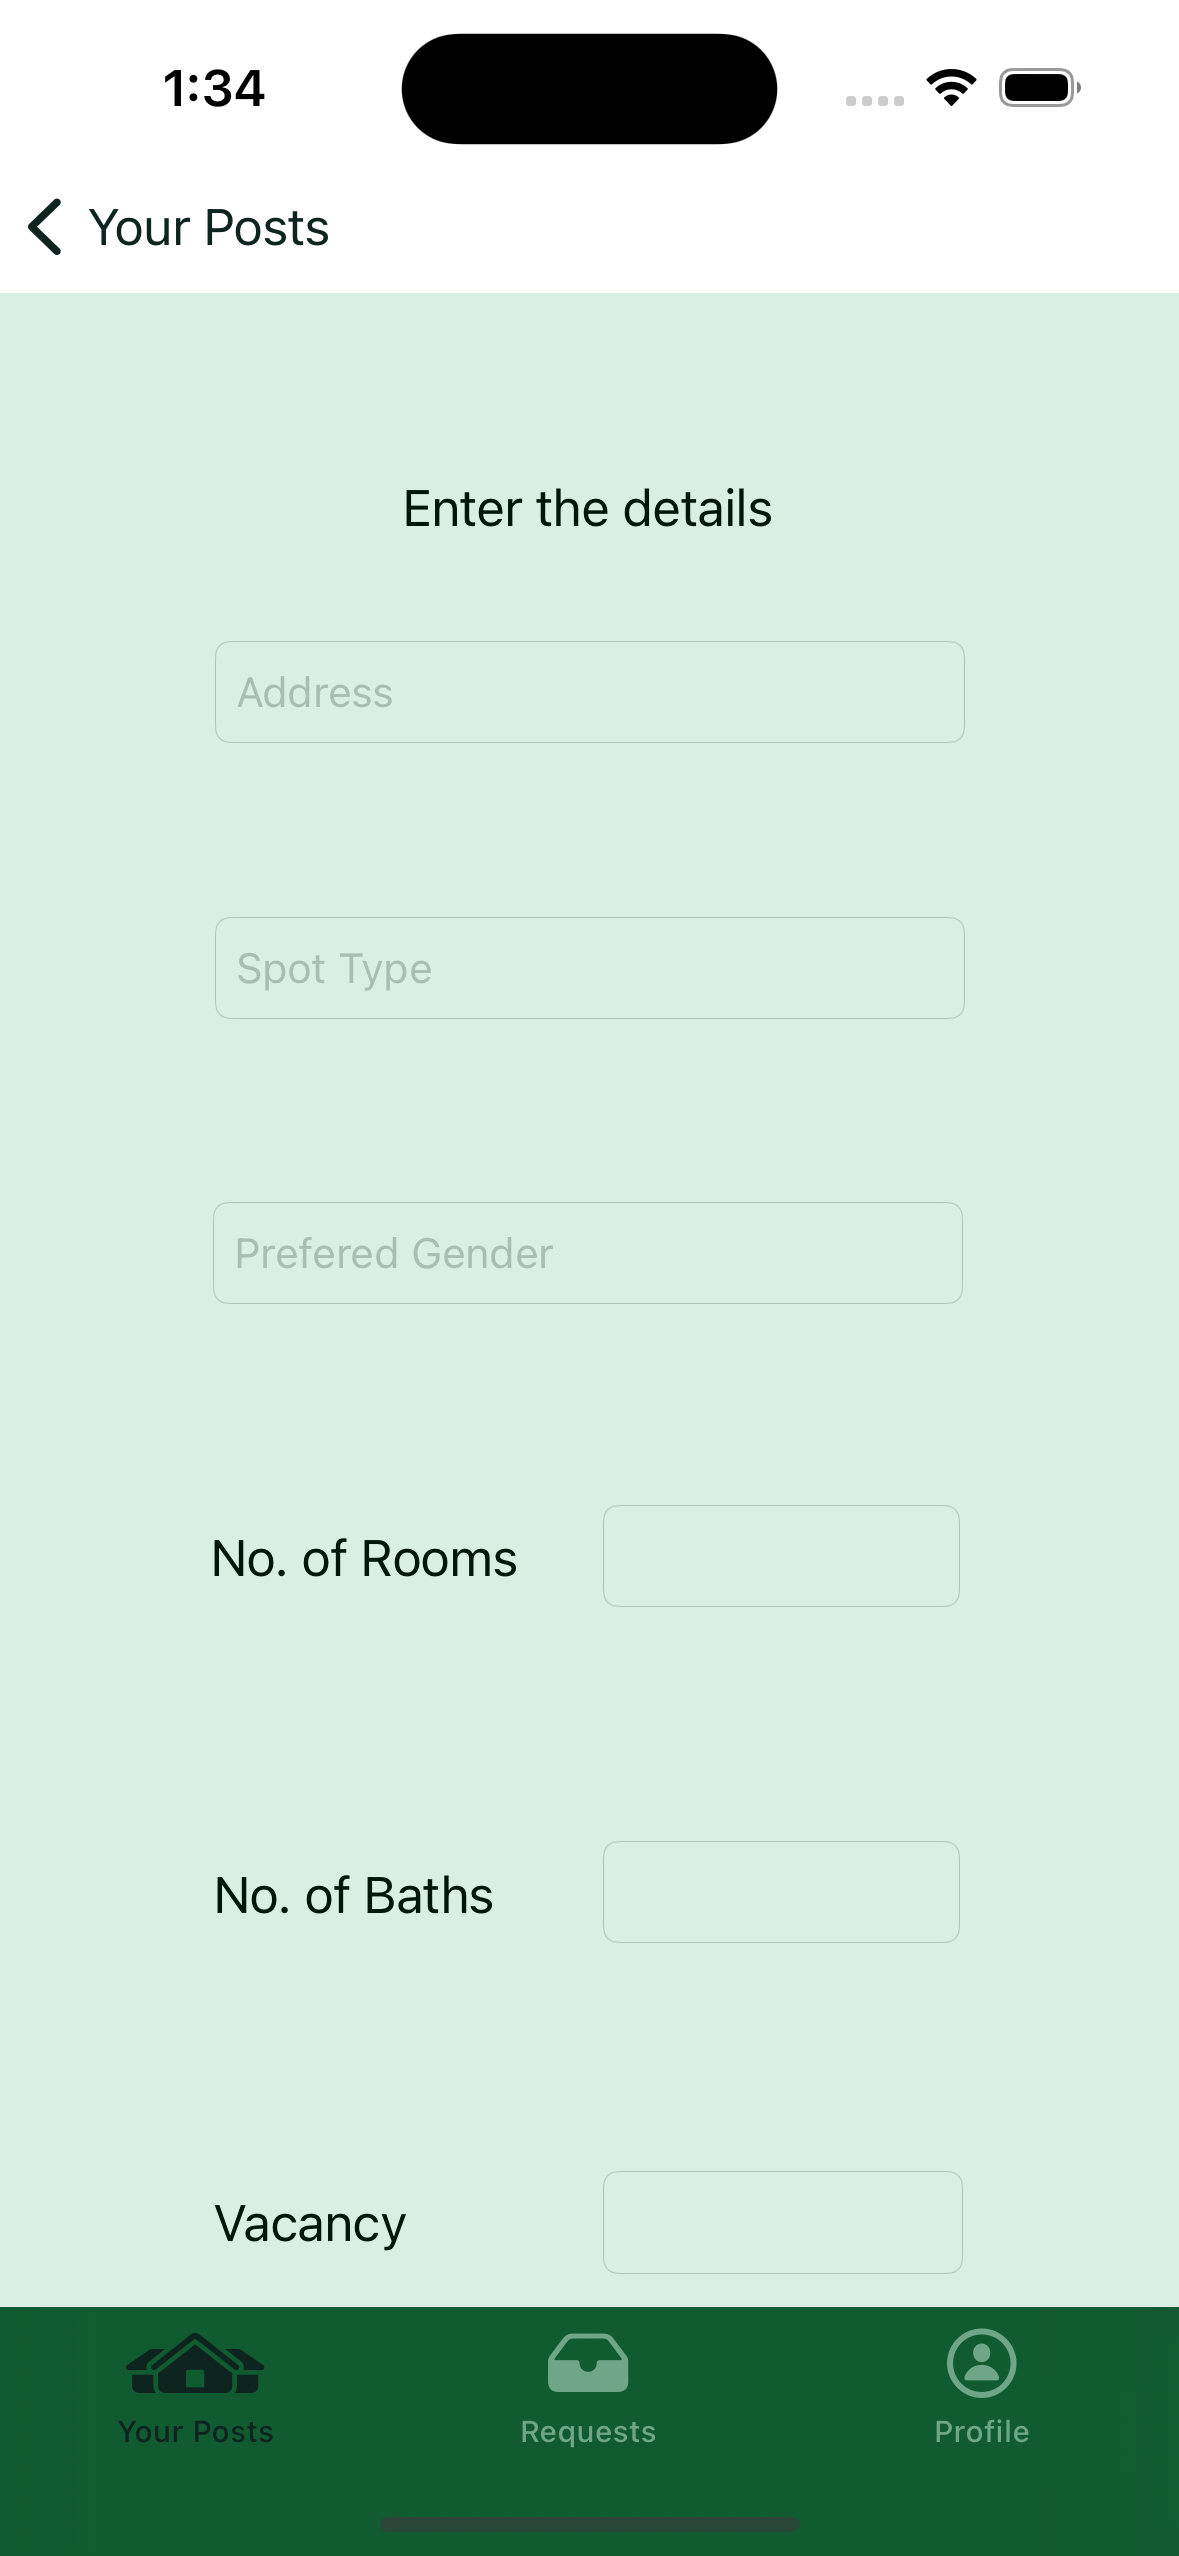 1:34
Your Posts
Enter the details
Address
Spot Type
Prefered Gender
No. of Rooms
No. of Baths
Vacancy
Your Posts
Requests
Profile